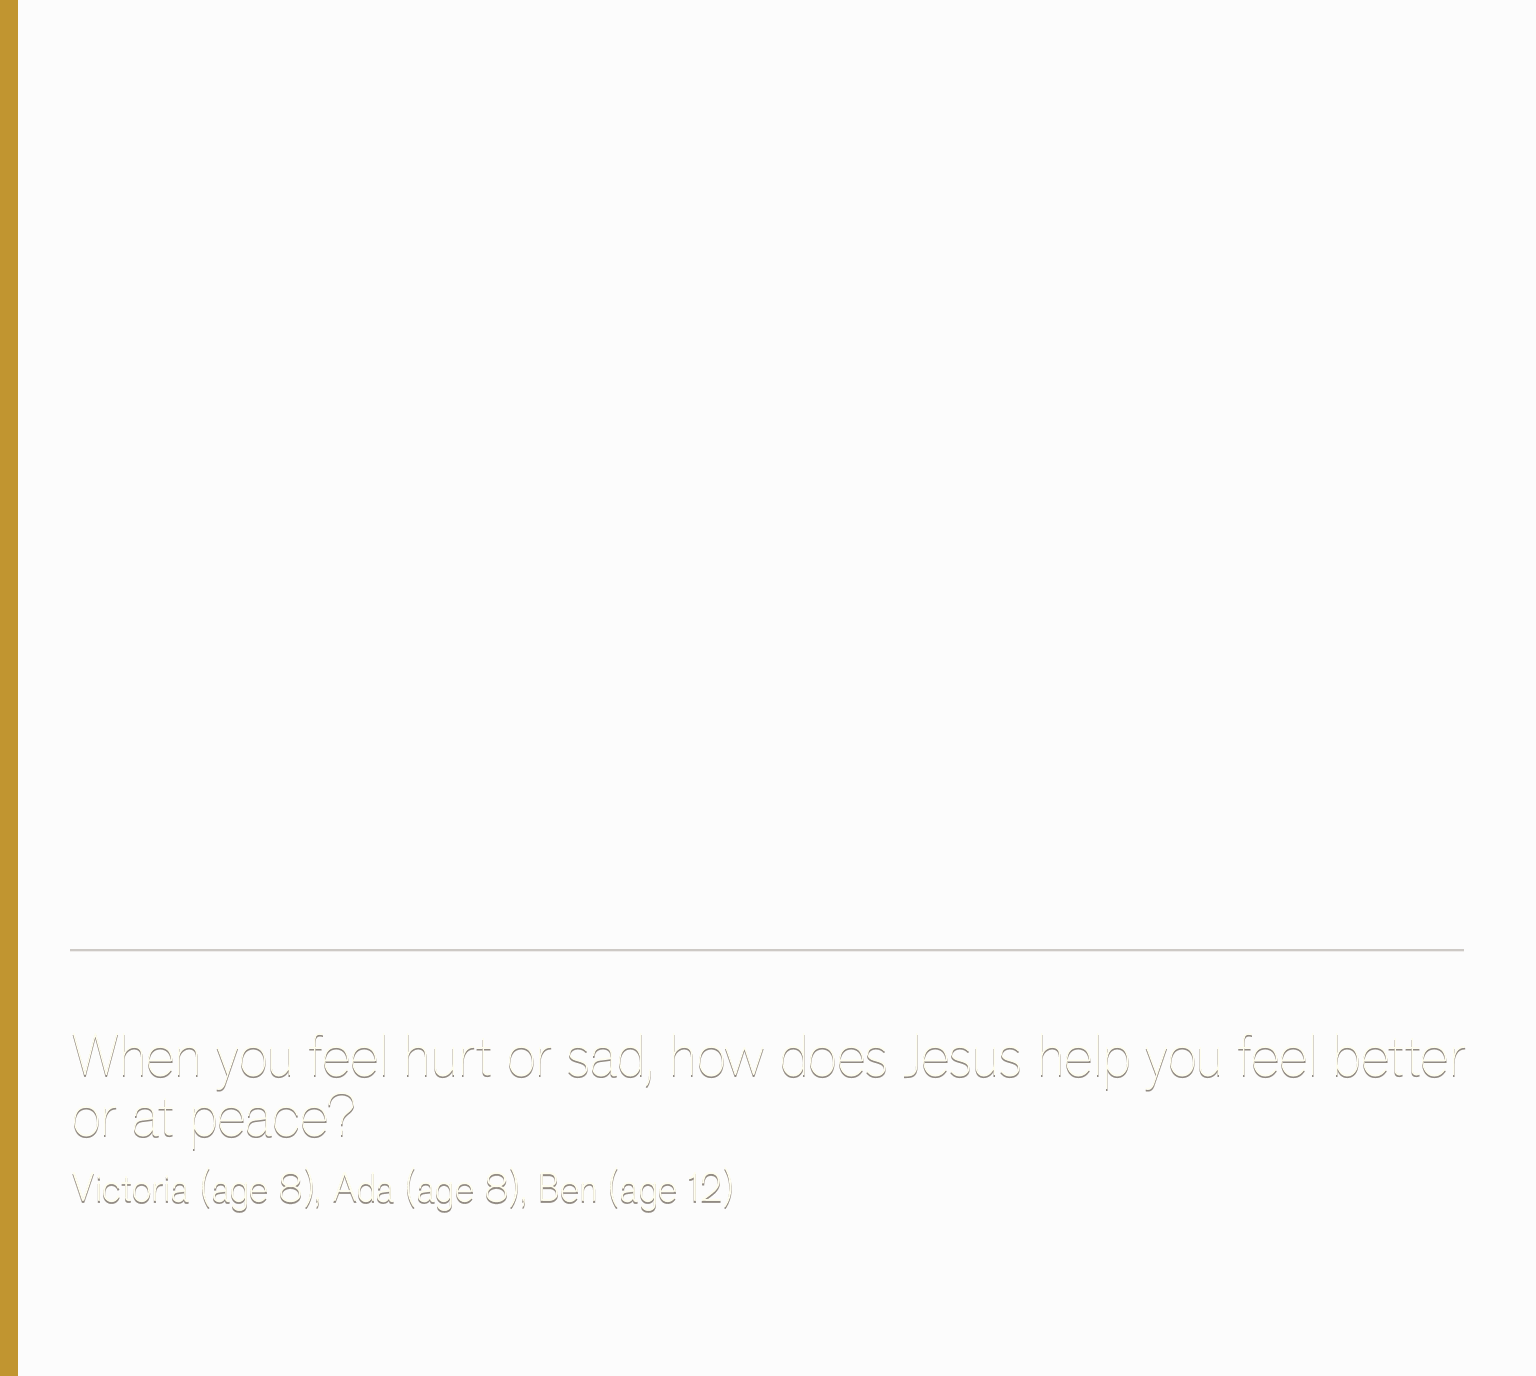 When you feel hurt or sad, how does Jesus help you feel better
or at peace?
Victoria (age 8), Ada (age 8), Ben (age 12)